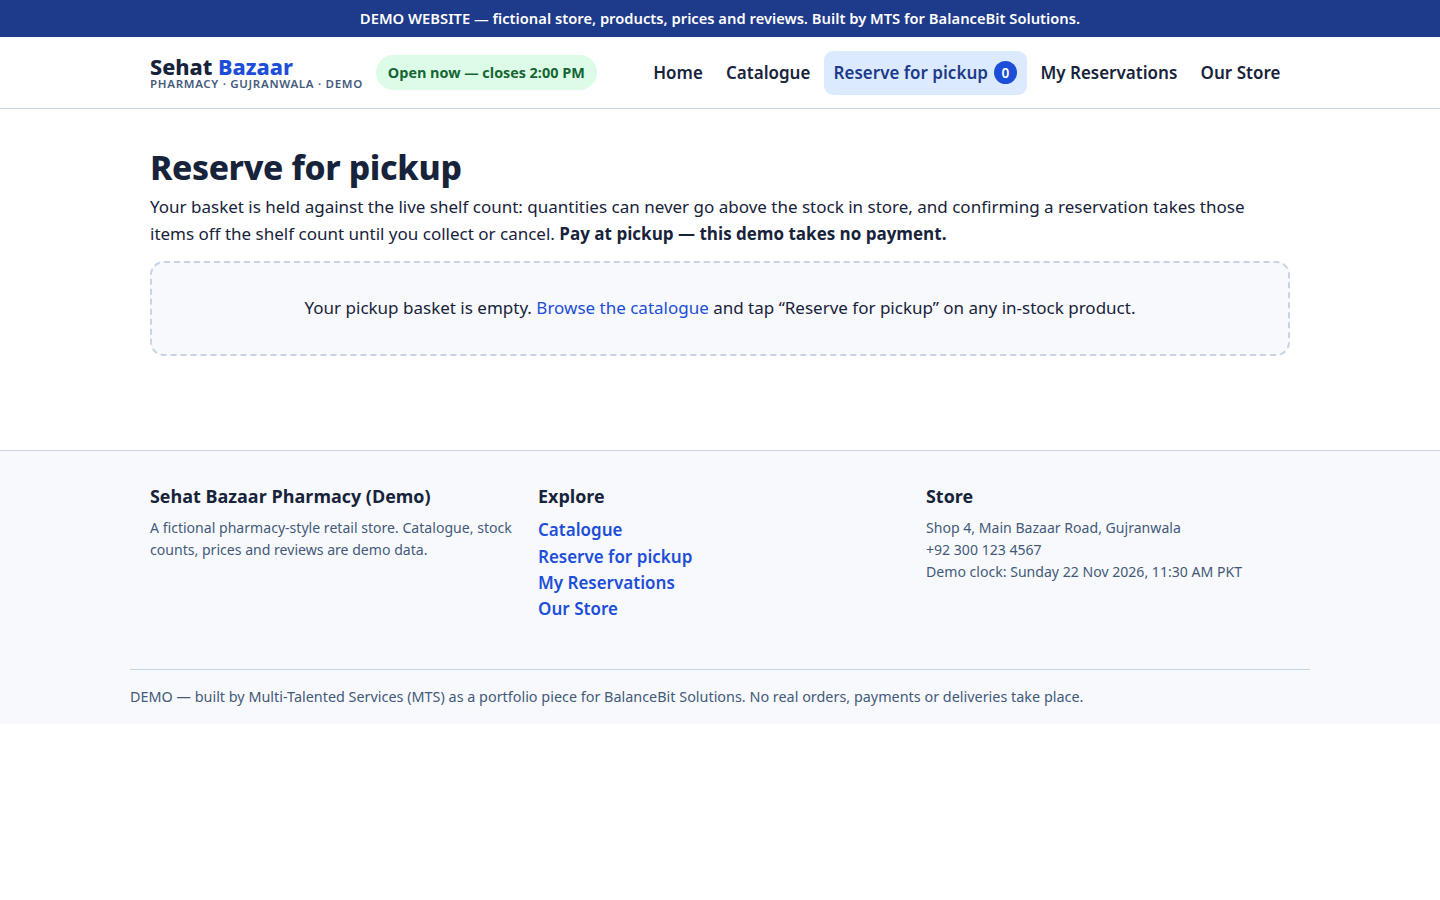 DEMO WEBSITE — fictional store, products, prices and reviews. Built by MTS for BalanceBit Solutions.
Sehat Bazaar
PHARMACY · GUJRANWALA · DEMO
Open now — closes 2:00 PM
Home
Catalogue
Reserve for pickup 0
My Reservations
Our Store
Reserve for pickup
Your basket is held against the live shelf count: quantities can never go above the stock in store, and confirming a reservation takes those
items off the shelf count until you collect or cancel. Pay at pickup — this demo takes no payment.
Your pickup basket is empty. Browse the catalogue and tap “Reserve for pickup” on any in-stock product.
Sehat Bazaar Pharmacy (Demo)
A fictional pharmacy-style retail store. Catalogue, stock
counts, prices and reviews are demo data.
Explore
Catalogue
Reserve for pickup
My Reservations
Our Store
Store
Shop 4, Main Bazaar Road, Gujranwala
+92 300 123 4567
Demo clock: Sunday 22 Nov 2026, 11:30 AM PKT
DEMO — built by Multi-Talented Services (MTS) as a portfolio piece for BalanceBit Solutions. No real orders, payments or deliveries take place.